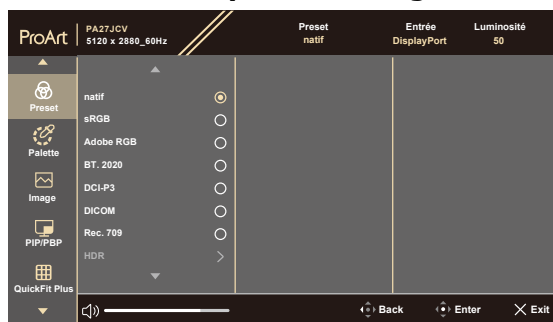 ProArt
PA27JCV
5120 x 2880_60Hz
Preset
natif
Entrée
DisplayPort
Luminosité
50
Preset
Palette
Image
PIP/PBP
QuickFit Plus
natif
sRGB
Adobe RGB
BT. 2020
DCI-P3
DICOM
Rec. 709
HDR
Back
Enter
Exit